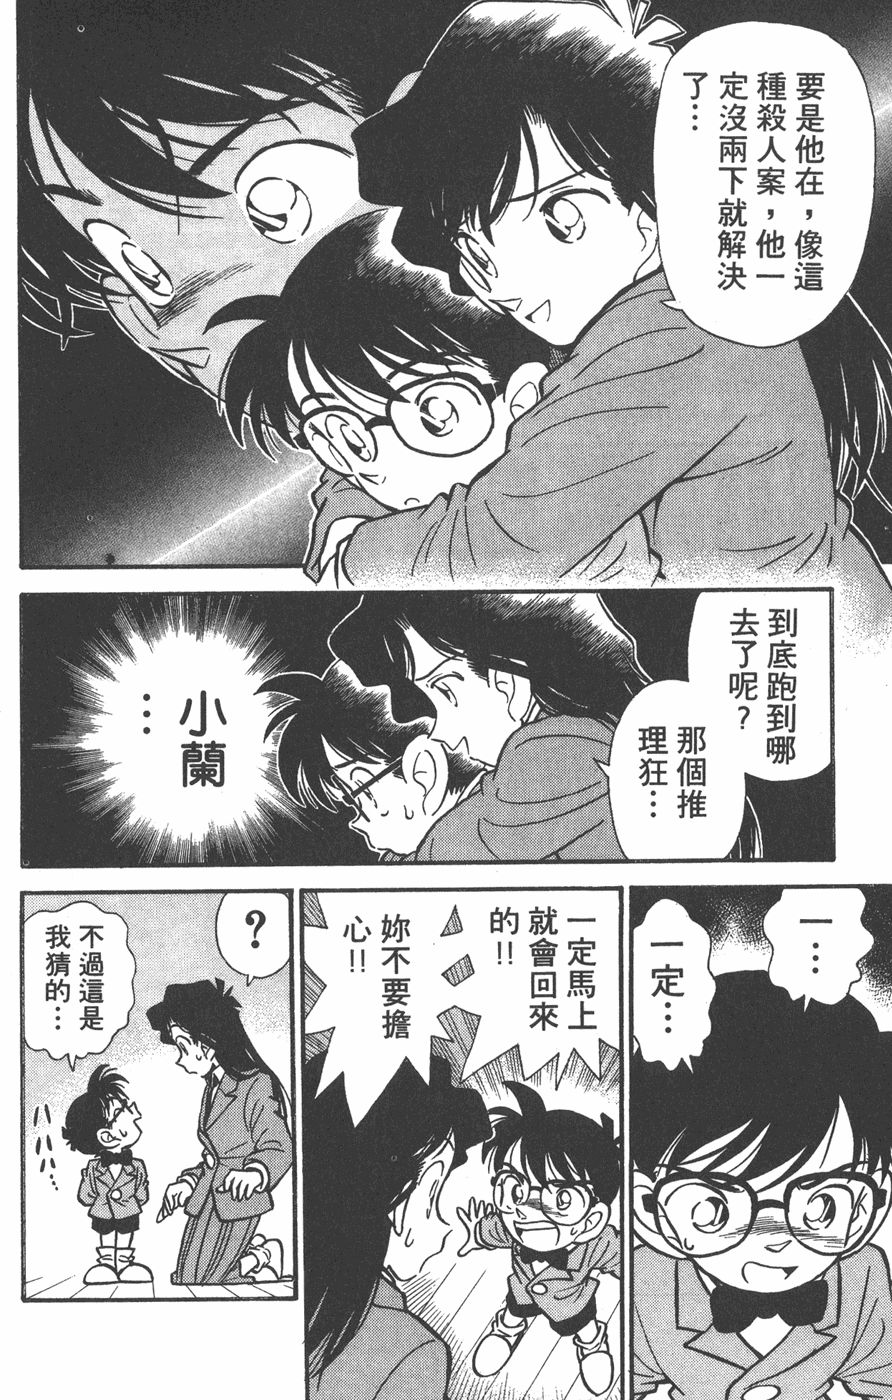 要是他在，像這
種殺人案，他一
定沒兩下就解決
了…
到底跑到哪
去了呢？
那個推
理狂…
小蘭
…
一…
一定…
一定馬上
就會回來
的!!
妳不要擔
心!!
？
不過這是
我猜的…